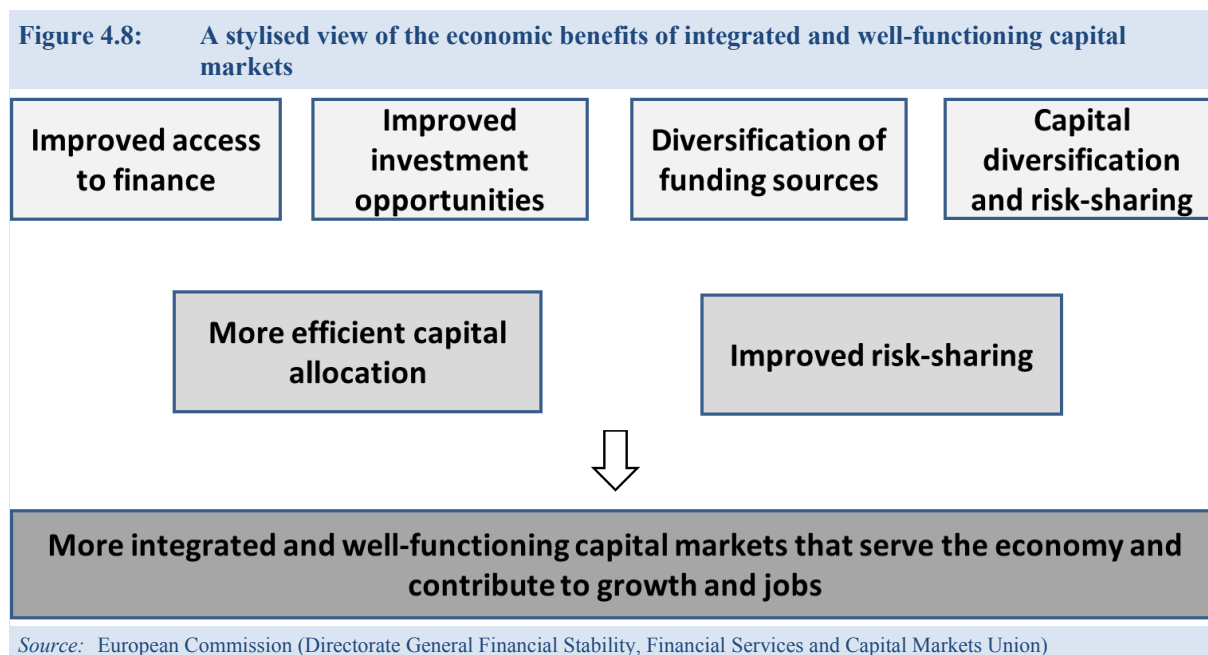 Figure 4.8: A stylised view of the economic benefits of integrated and well-functioning capital
markets
Improved access
to finance
Improved
investment
opportunities
Diversification of
funding sources
Capital
diversification
and risk-sharing
More efficient capital
allocation
Improved risk-sharing
More integrated and well-functioning capital markets that serve the economy and
contribute to growth and jobs
Source: European Commission (Directorate General Financial Stability, Financial Services and Capital Markets Union)